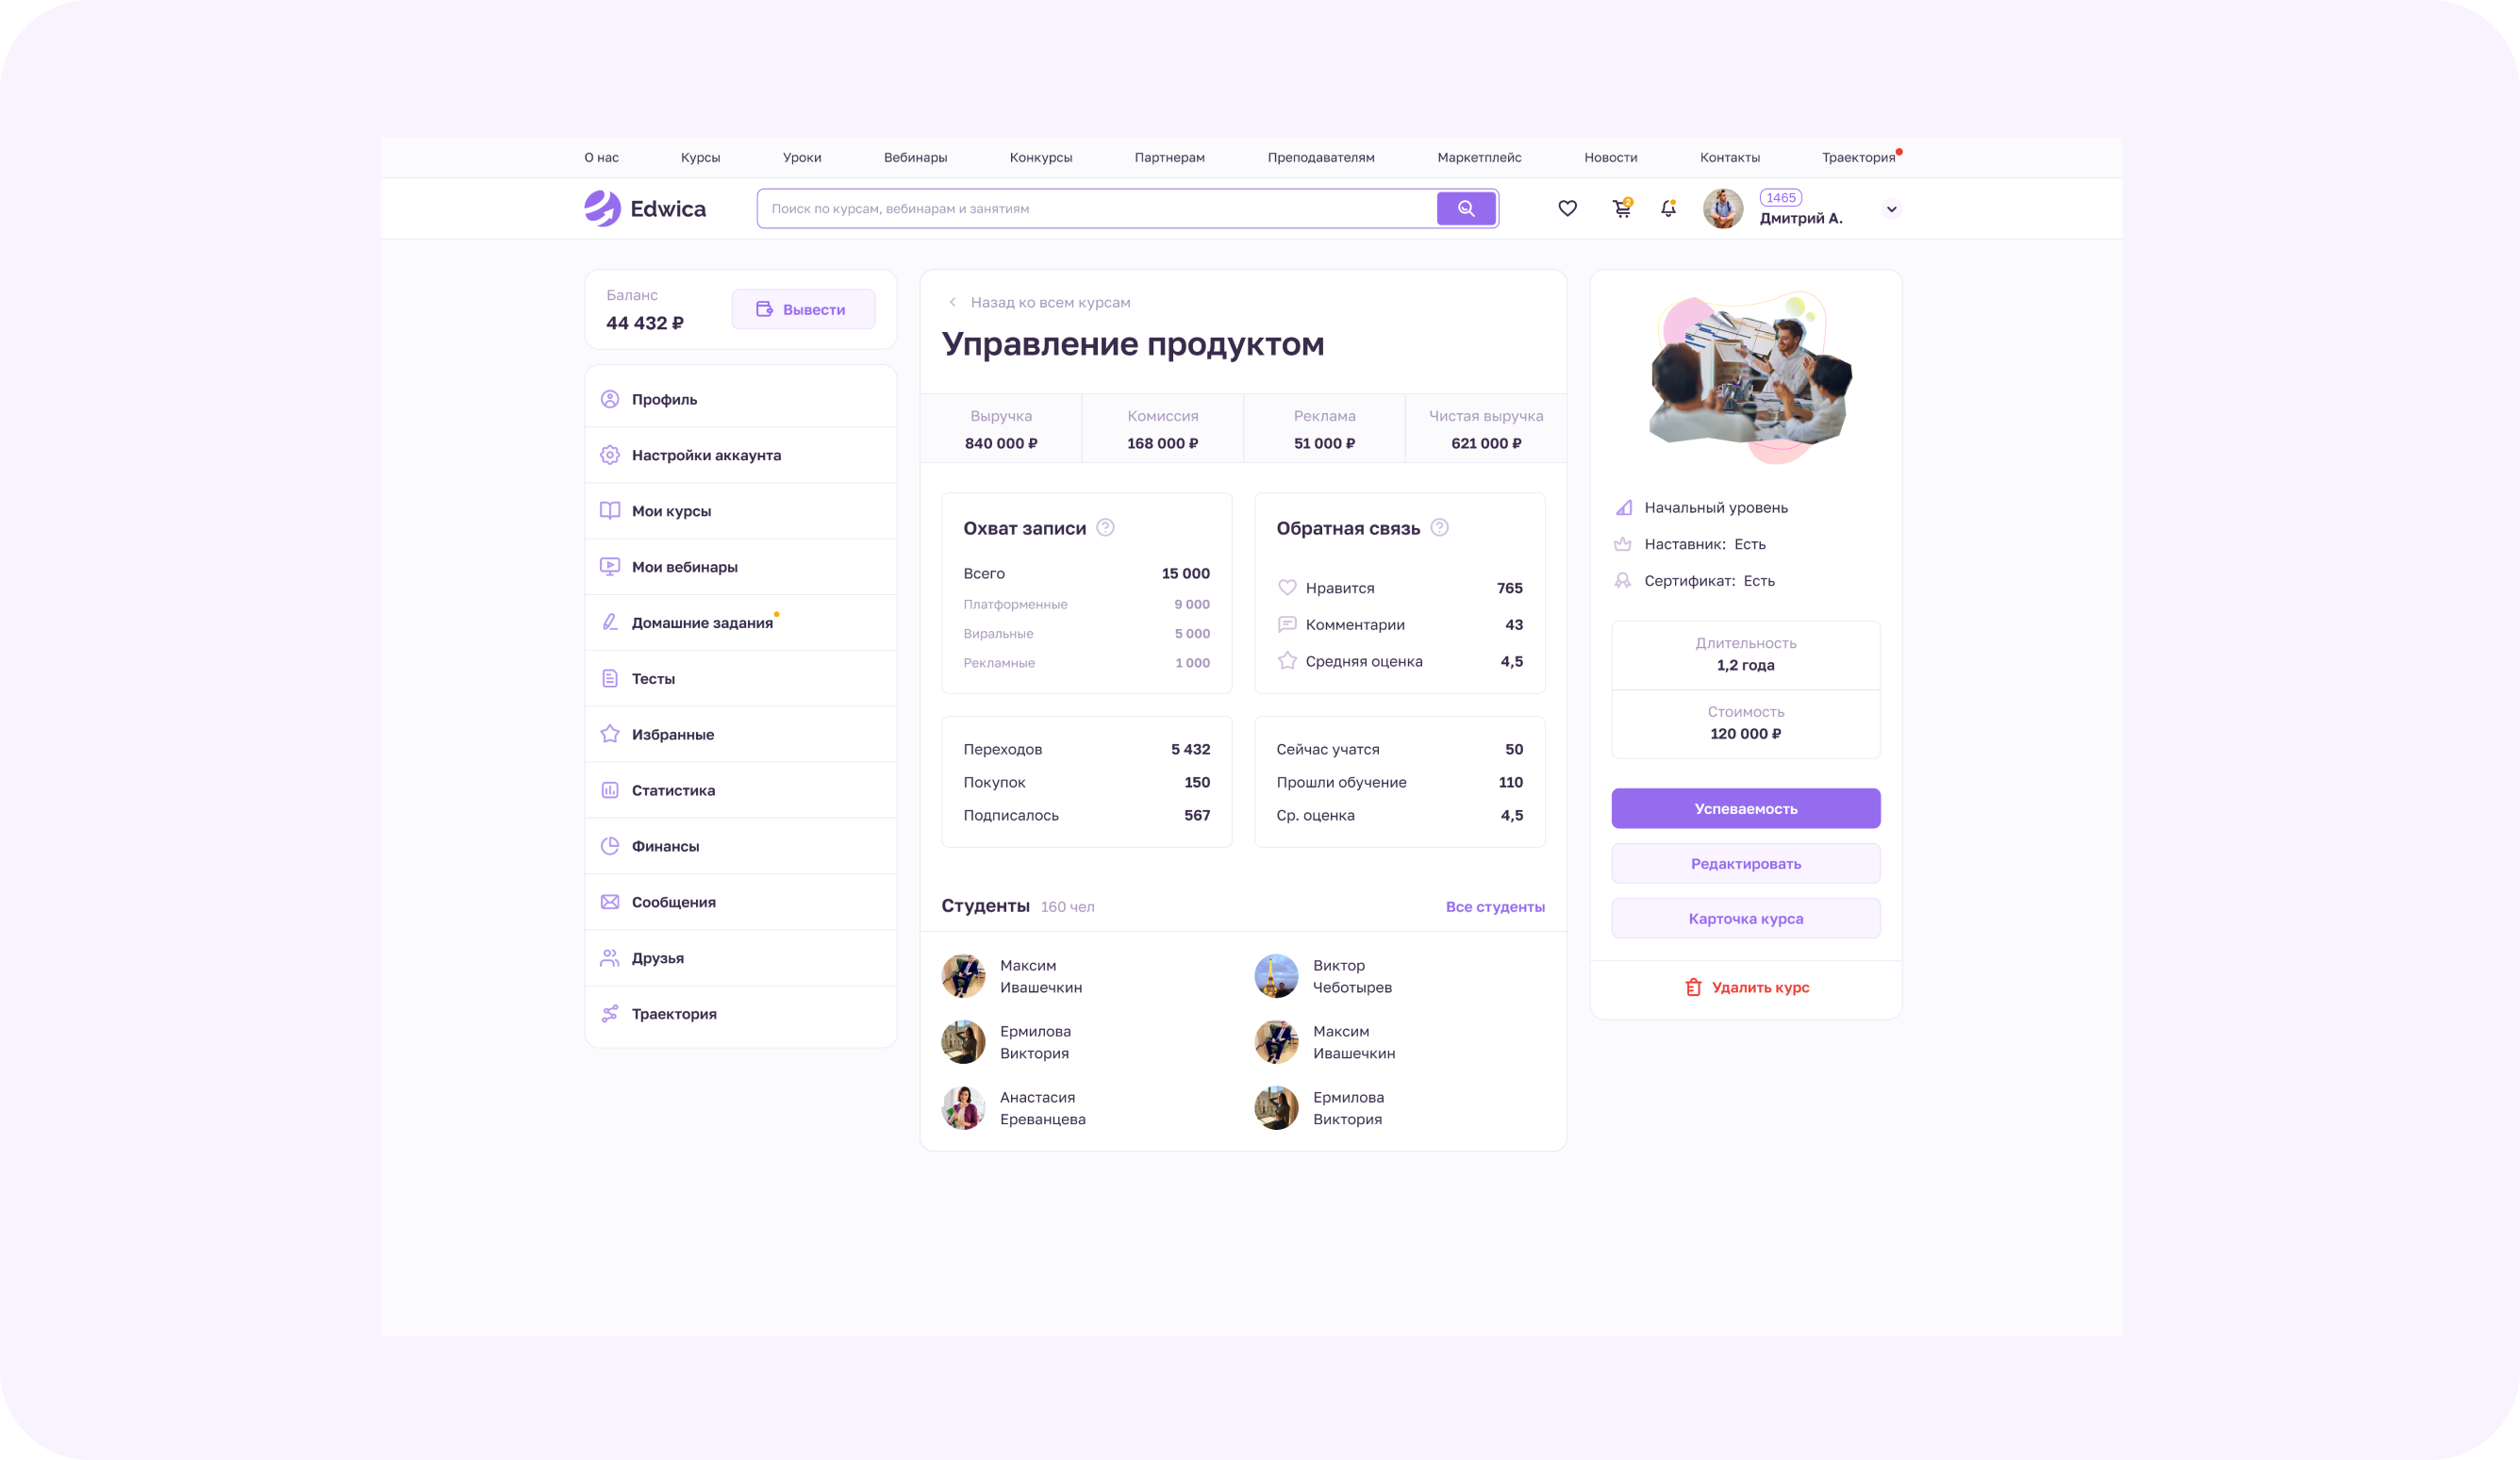 О нас
Курсы
Уроки
Вебинары
Конкурсы
Партнерам
Преподавателям
Маркетплейс
Новости
Контакты
Траектория
Edwica
Поиск по курсам, вебинарам и занятиям
2
1465
Дмитрий А.
Баланс
44 432 ₽
Вывести
Профиль
Настройки аккаунта
Мои курсы
Мои вебинары
Домашние задания
Тесты
Избранные
Статистика
Финансы
Сообщения
Друзья
Траектория
Назад ко всем курсам
Управление продуктом
Выручка
840 000 ₽
Комиссия
168 000 ₽
Реклама
51 000 ₽
Чистая выручка
621 000 ₽
Охват записи
Всего 15 000
Платформенные 9 000
Виральные 5 000
Рекламные 1 000
Обратная связь
Нравится 765
Комментарии 43
Средняя оценка 4,5
Переходов 5 432
Покупок 150
Подписалось 567
Сейчас учатся 50
Прошли обучение 110
Ср. оценка 4,5
Студенты 160 чел
Все студенты
Максим
Ивашечкин
Виктор
Чеботырев
Ермилова
Виктория
Максим
Ивашечкин
Анастасия
Ереванцева
Ермилова
Виктория
Начальный уровень
Наставник: Есть
Сертификат: Есть
Длительность
1,2 года
Стоимость
120 000 ₽
Успеваемость
Редактировать
Карточка курса
Удалить курс